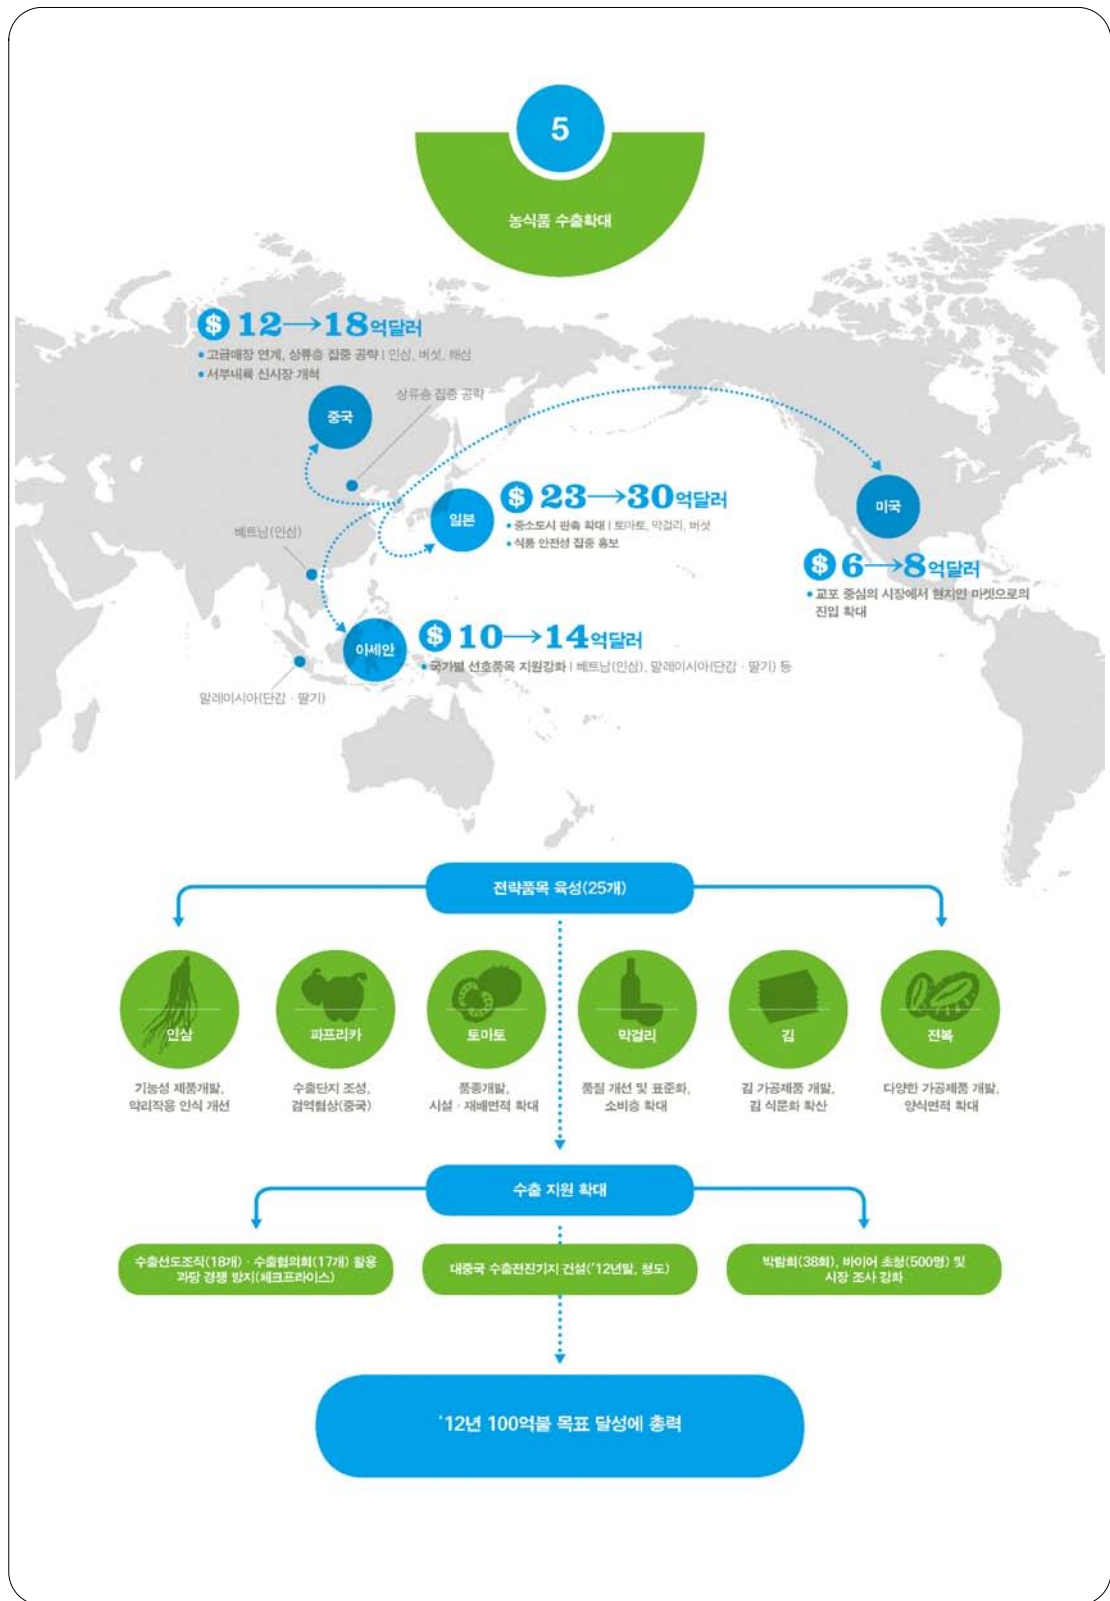 5
농식품 수출확대
$ 12→18억달러
• 고급매장 연계, 상류층 집중 공략 | 인삼, 버섯, 해삼
• 서부내륙 신시장 개척
상류층 집중 공략
중국
$ 23→30억달러
• 중소도시 판촉 확대 | 토마토, 막걸리, 버섯
• 식품 안전성 집중 홍보
일본
미국
$ 6→8억달러
• 교포 중심의 시장에서 현지인 마켓으로의
진입 확대
베트남(인삼)
$ 10→14억달러
• 국가별 선호품목 지원강화 | 베트남(인삼), 말레이시아(단감 · 딸기) 등
아세안
말레이시아(단감 · 딸기)
전략품목 육성(25개)
인삼
파프리카
토마토
막걸리
김
전복
기능성 제품개발,
약리작용 인식 개선
수출단지 조성,
검역협상(중국)
품종개발,
시설 · 재배면적 확대
품질 개선 및 표준화,
소비층 확대
김 가공제품 개발,
김 식문화 확산
다양한 가공제품 개발,
양식면적 확대
수출 지원 확대
수출선도조직(18개) · 수출협의회(17개) 활용
과당 경쟁 방지(체크프라이스)
대중국 수출전진기지 건설('12년말, 청도)
박람회(38회), 바이어 초청(500명) 및
시장 조사 강화
'12년 100억불 목표 달성에 총력